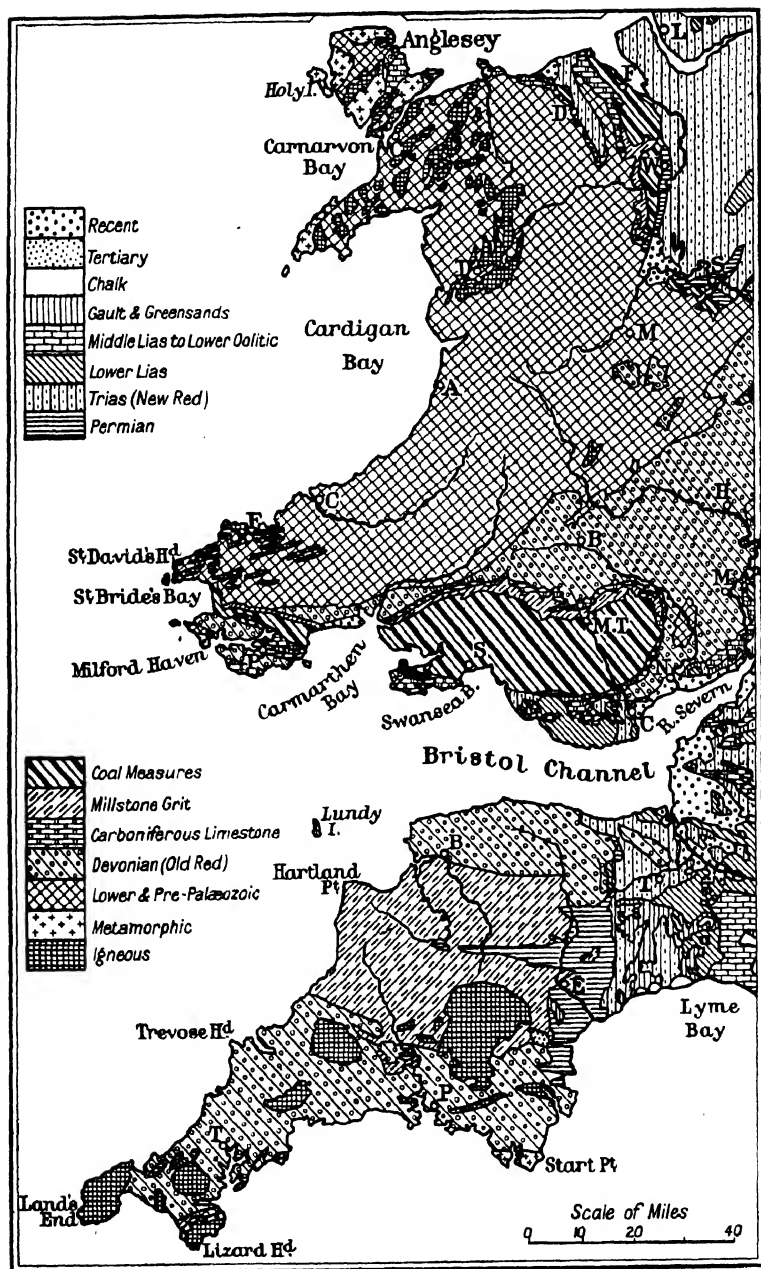 Anglesey
L
Holy I.
F
D
Carnarvon
Bay
C
W
Recent
Tertiary
Chalk
Gault & Greensands
Middle Lias to Lower Oolitic
Lower Lias
Trias (New Red)
Permian
S
D
Cardigan
Bay
M
A
C
H
F
B
St David's Hd
St Bride's Bay
M
M.T.
Milford Haven
P
S
N
Carmarthen
Bay
Swansea B.
C
R. Severn
Bristol Channel
Coal Measures
Millstone Grit
Carboniferous Limestone
Devonian (Old Red)
Lower & Pre-Palæozoic
Metamorphic
Igneous
Lundy
I.
B
Hartland
Pt
T
E
Trevose Hd
Lyme
Bay
P
T
Start Pt
Land's
End
Lizard Hd
Scale of Miles
0 10 20 40